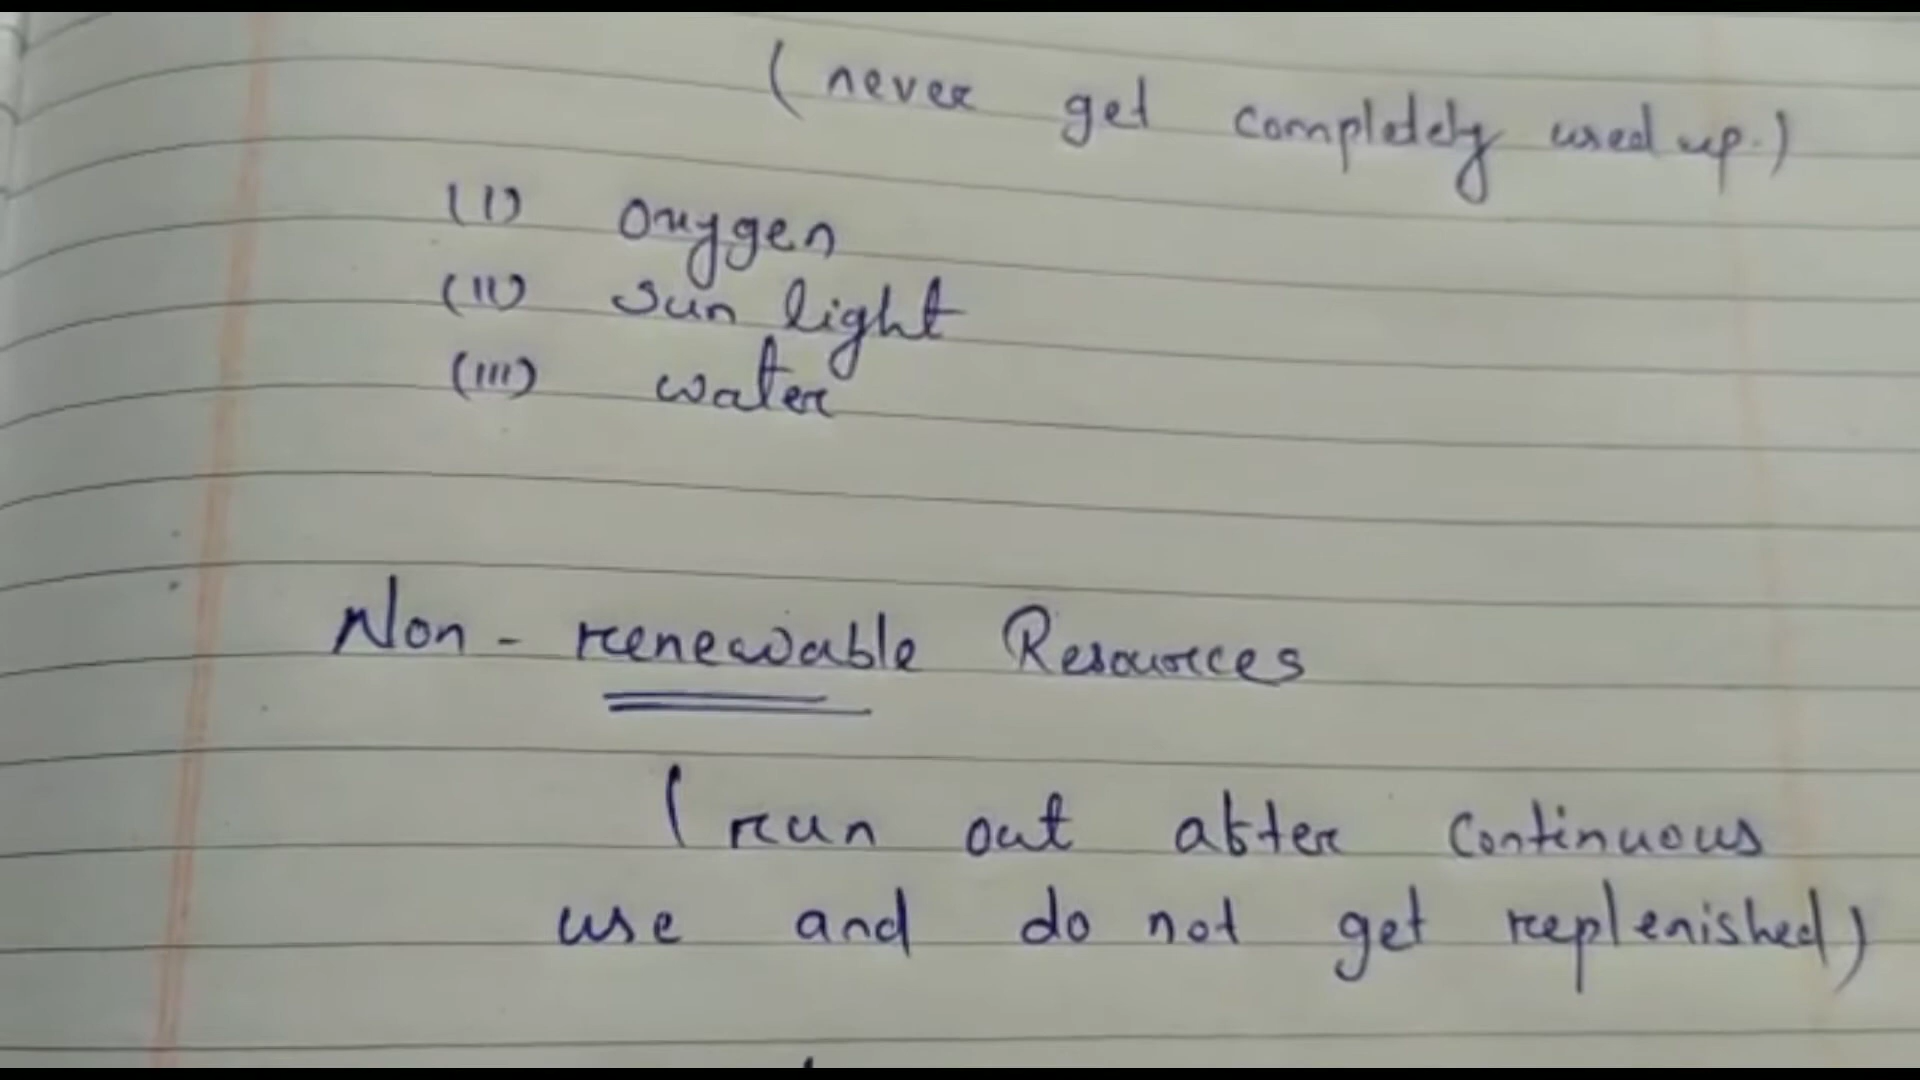 ( never get completely used up.)
(I) Oxygen
(II) Sun light
(III) water
Non - renewable Resources
( run out after continuous
use and do not get replenished)